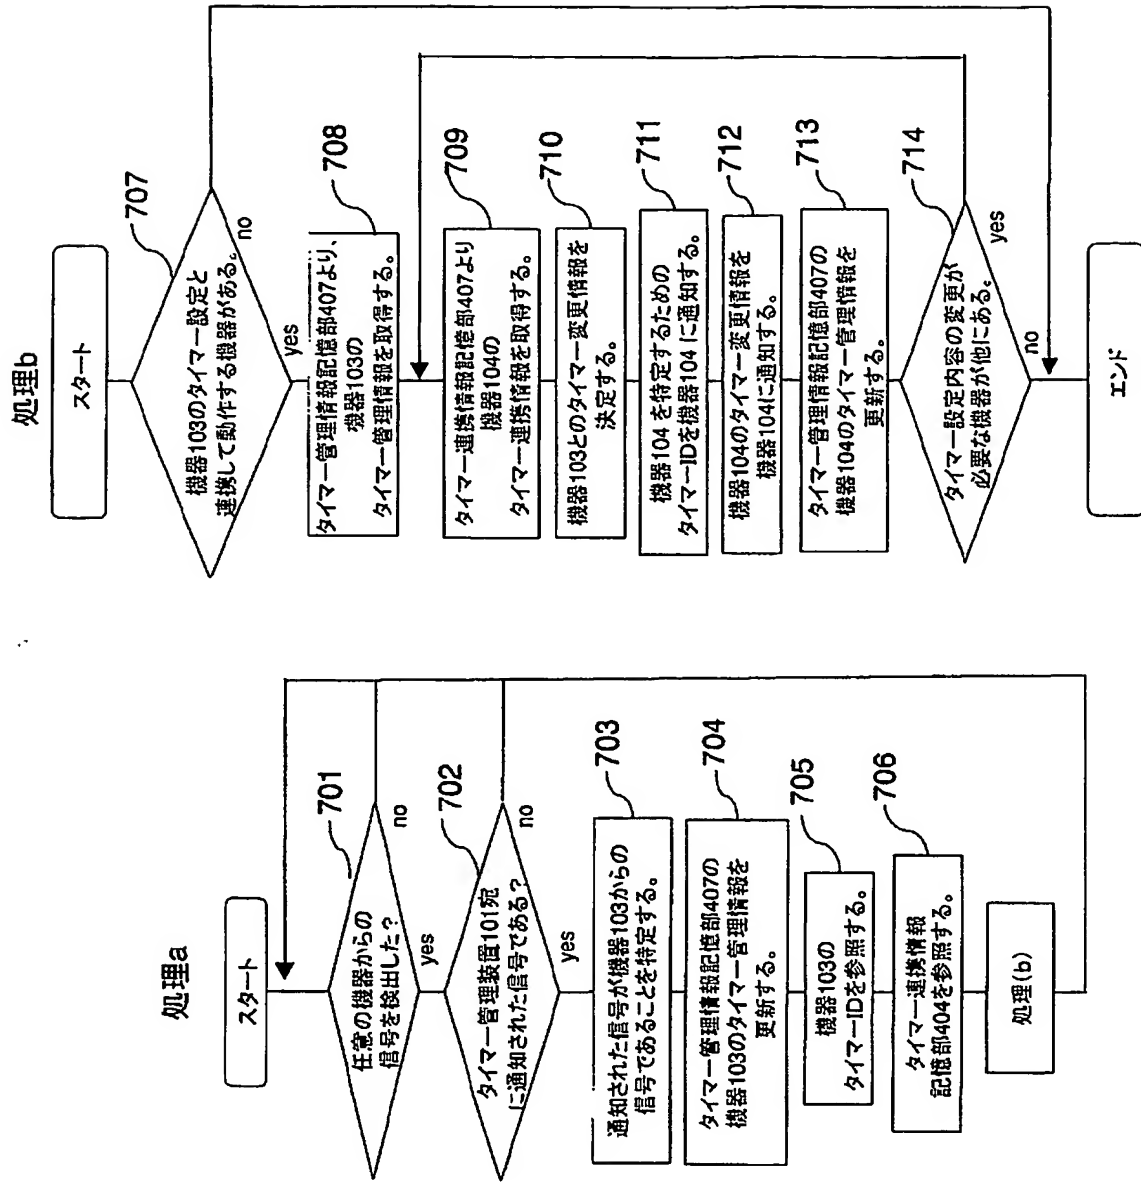 処理a
スタート
任意の機器からの
信号を検出した?
701
no
yes
タイマー管理装置101宛
に通知された信号である?
702
no
yes
通知された信号が機器103からの
信号であることを特定する。
703
タイマー管理情報記憶部407の
機器103のタイマー管理情報を
更新する。
704
機器103の
タイマーIDを参照する。
705
タイマー連携情報
記憶部404を参照する。
706
処理(b)
処理b
スタート
機器103のタイマー設定と
連携して動作する機器がある。
707
no
yes
タイマー管理情報記憶部407より、
機器103の
タイマー管理情報を取得する。
708
タイマー連携情報記憶部407より
機器104の
タイマー連携情報を取得する。
709
機器103とのタイマー変更情報を
決定する。
710
機器104を特定するための
タイマーIDを機器104に通知する。
711
機器104のタイマー変更情報を
機器104に通知する。
712
タイマー管理情報記憶部407の
機器104のタイマー管理情報を
更新する。
713
タイマー設定内容の変更が
必要な機器が他にある。
714
yes
no
エンド